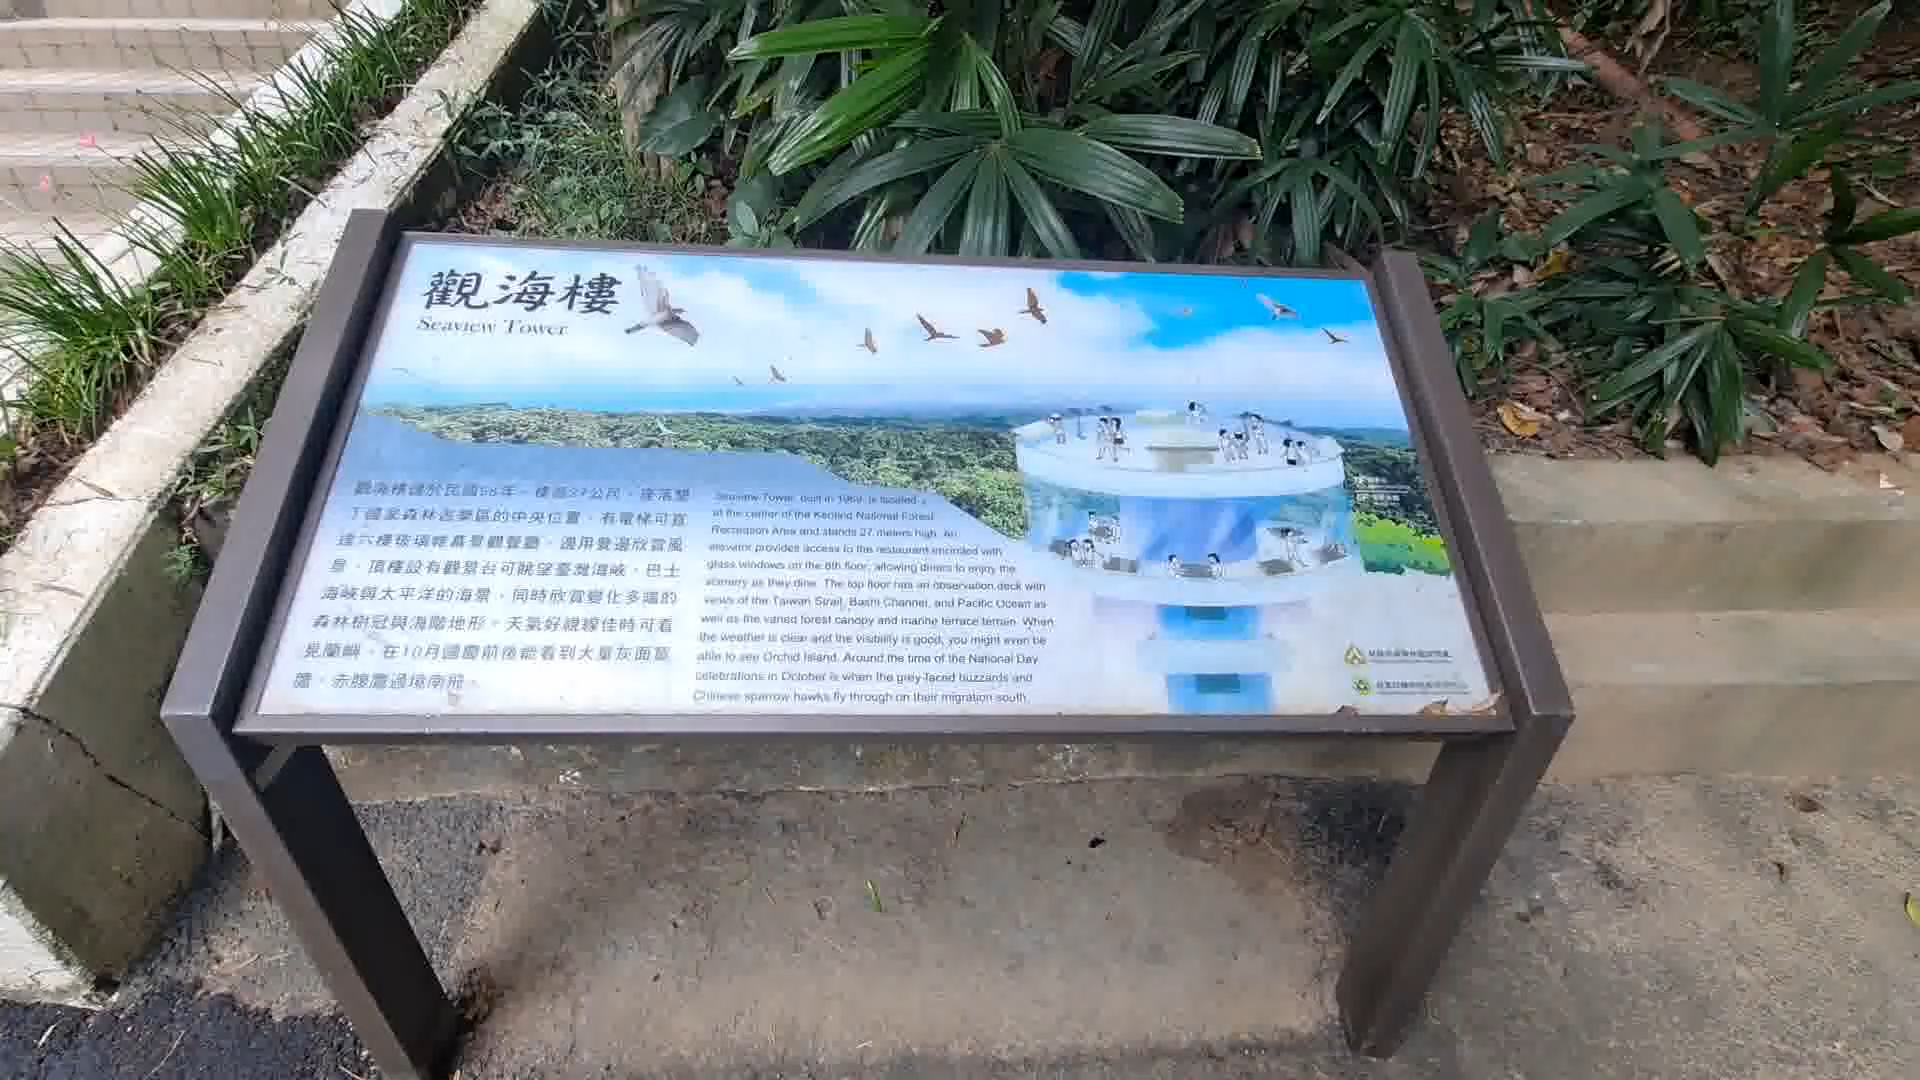 觀海樓
Seaview Tower
觀海樓建於民國58年，樓高27公尺，座落墾
丁國家森林遊樂區的中央位置，有電梯可直
達六樓玻璃帷幕景觀餐廳，邊用餐邊欣賞風
景，頂樓設有觀景台可眺望臺灣海峽、巴士
海峽與太平洋的海景，同時欣賞變化多端的
森林樹冠與海階地形。天氣好視線佳時可看
見蘭嶼，在10月國慶前後能看到大量灰面鵟
鷹、赤腹鷹過境南飛。
Seaview Tower, built in 1969, is located
at the center of the Kenting National Forest
Recreation Area and stands 27 meters high. An
elevator provides access to the restaurant encircled with
glass windows on the 6th floor, allowing diners to enjoy the
scenery as they dine. The top floor has an observation deck with
views of the Taiwan Strait, Bashi Channel, and Pacific Ocean as
well as the varied forest canopy and marine terrace terrain. When
the weather is clear and the visibility is good, you might even be
able to see Orchid Island. Around the time of the National Day
celebrations in October is when the grey-faced buzzards and
Chinese sparrow hawks fly through on their migration south.